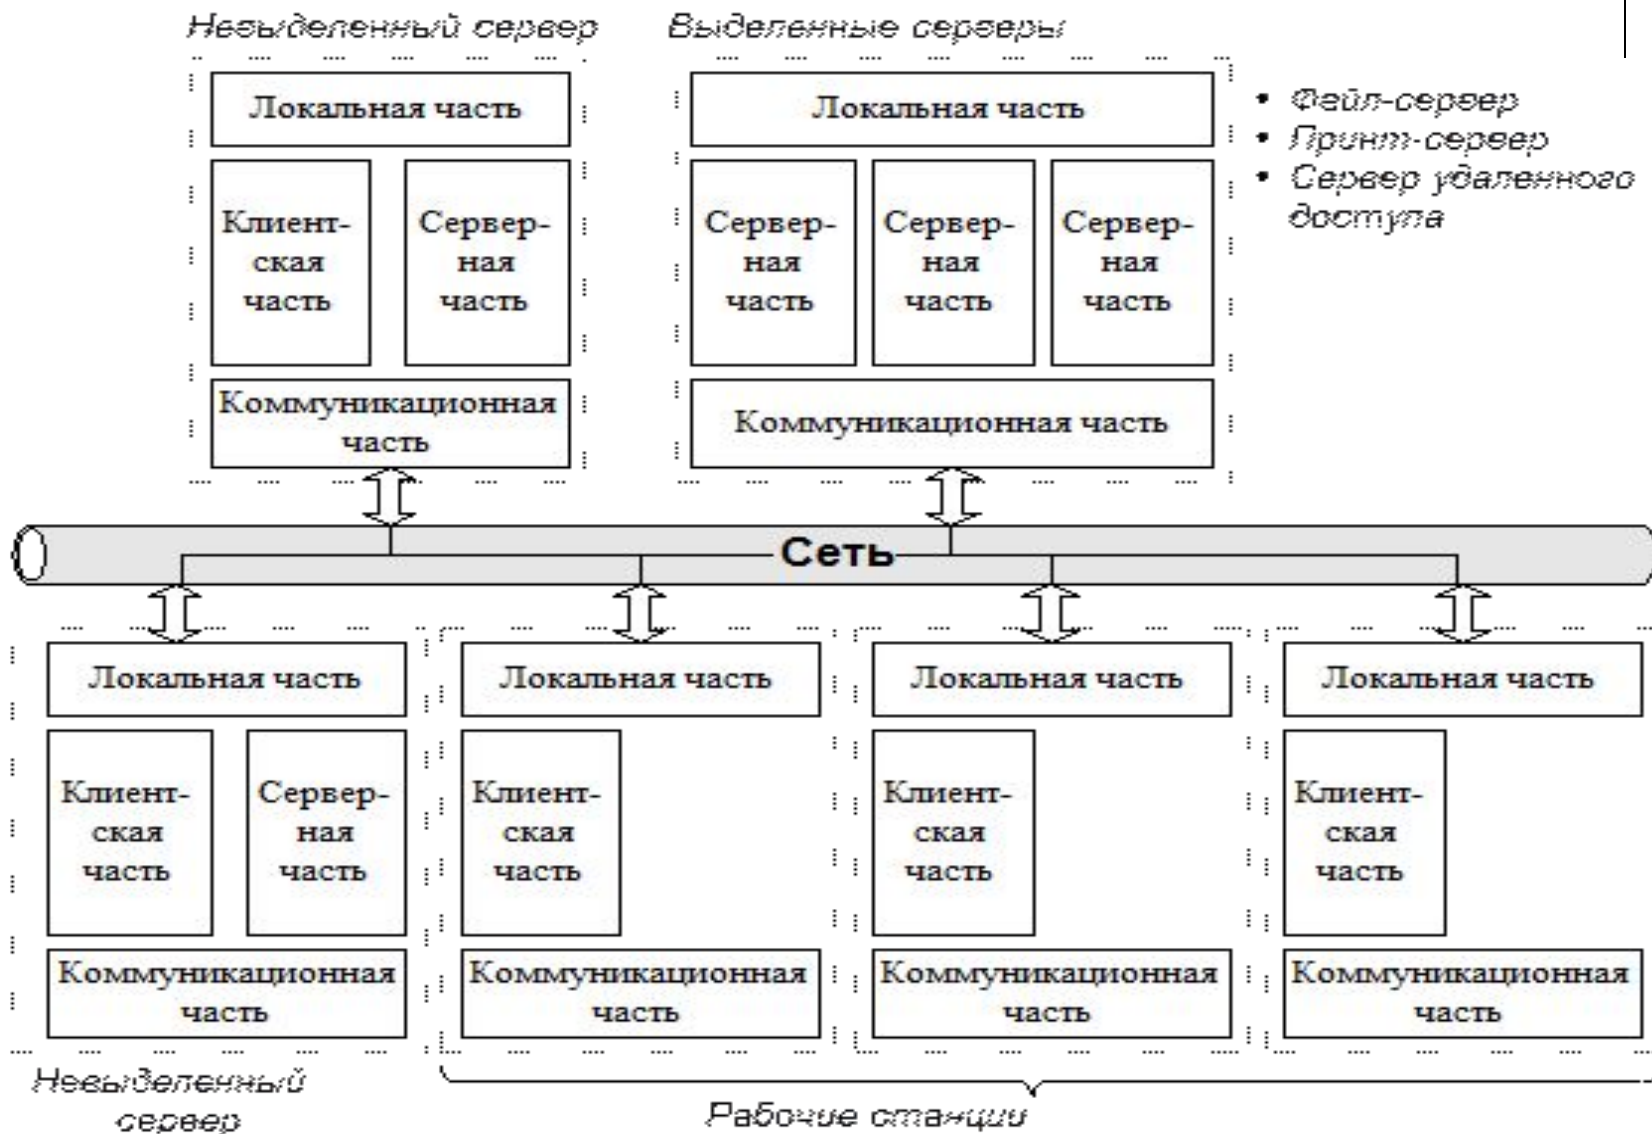 Невыделенный сервер
Выделенные серверы
Локальная часть
Клиент-
ская
часть
Сервер-
ная
часть
Коммуникационная
часть
Локальная часть
Сервер-
ная
часть
Сервер-
ная
часть
Сервер-
ная
часть
Коммуникационная часть
• Файл-сервер
• Принт-сервер
• Сервер удаленного
доступа
Сеть
Локальная часть
Клиент-
ская
часть
Сервер-
ная
часть
Коммуникационная
часть
Локальная часть
Клиент-
ская
часть
Коммуникационная
часть
Локальная часть
Клиент-
ская
часть
Коммуникационная
часть
Локальная часть
Клиент-
ская
часть
Коммуникационная
часть
Невыделенный
сервер
Рабочие станции